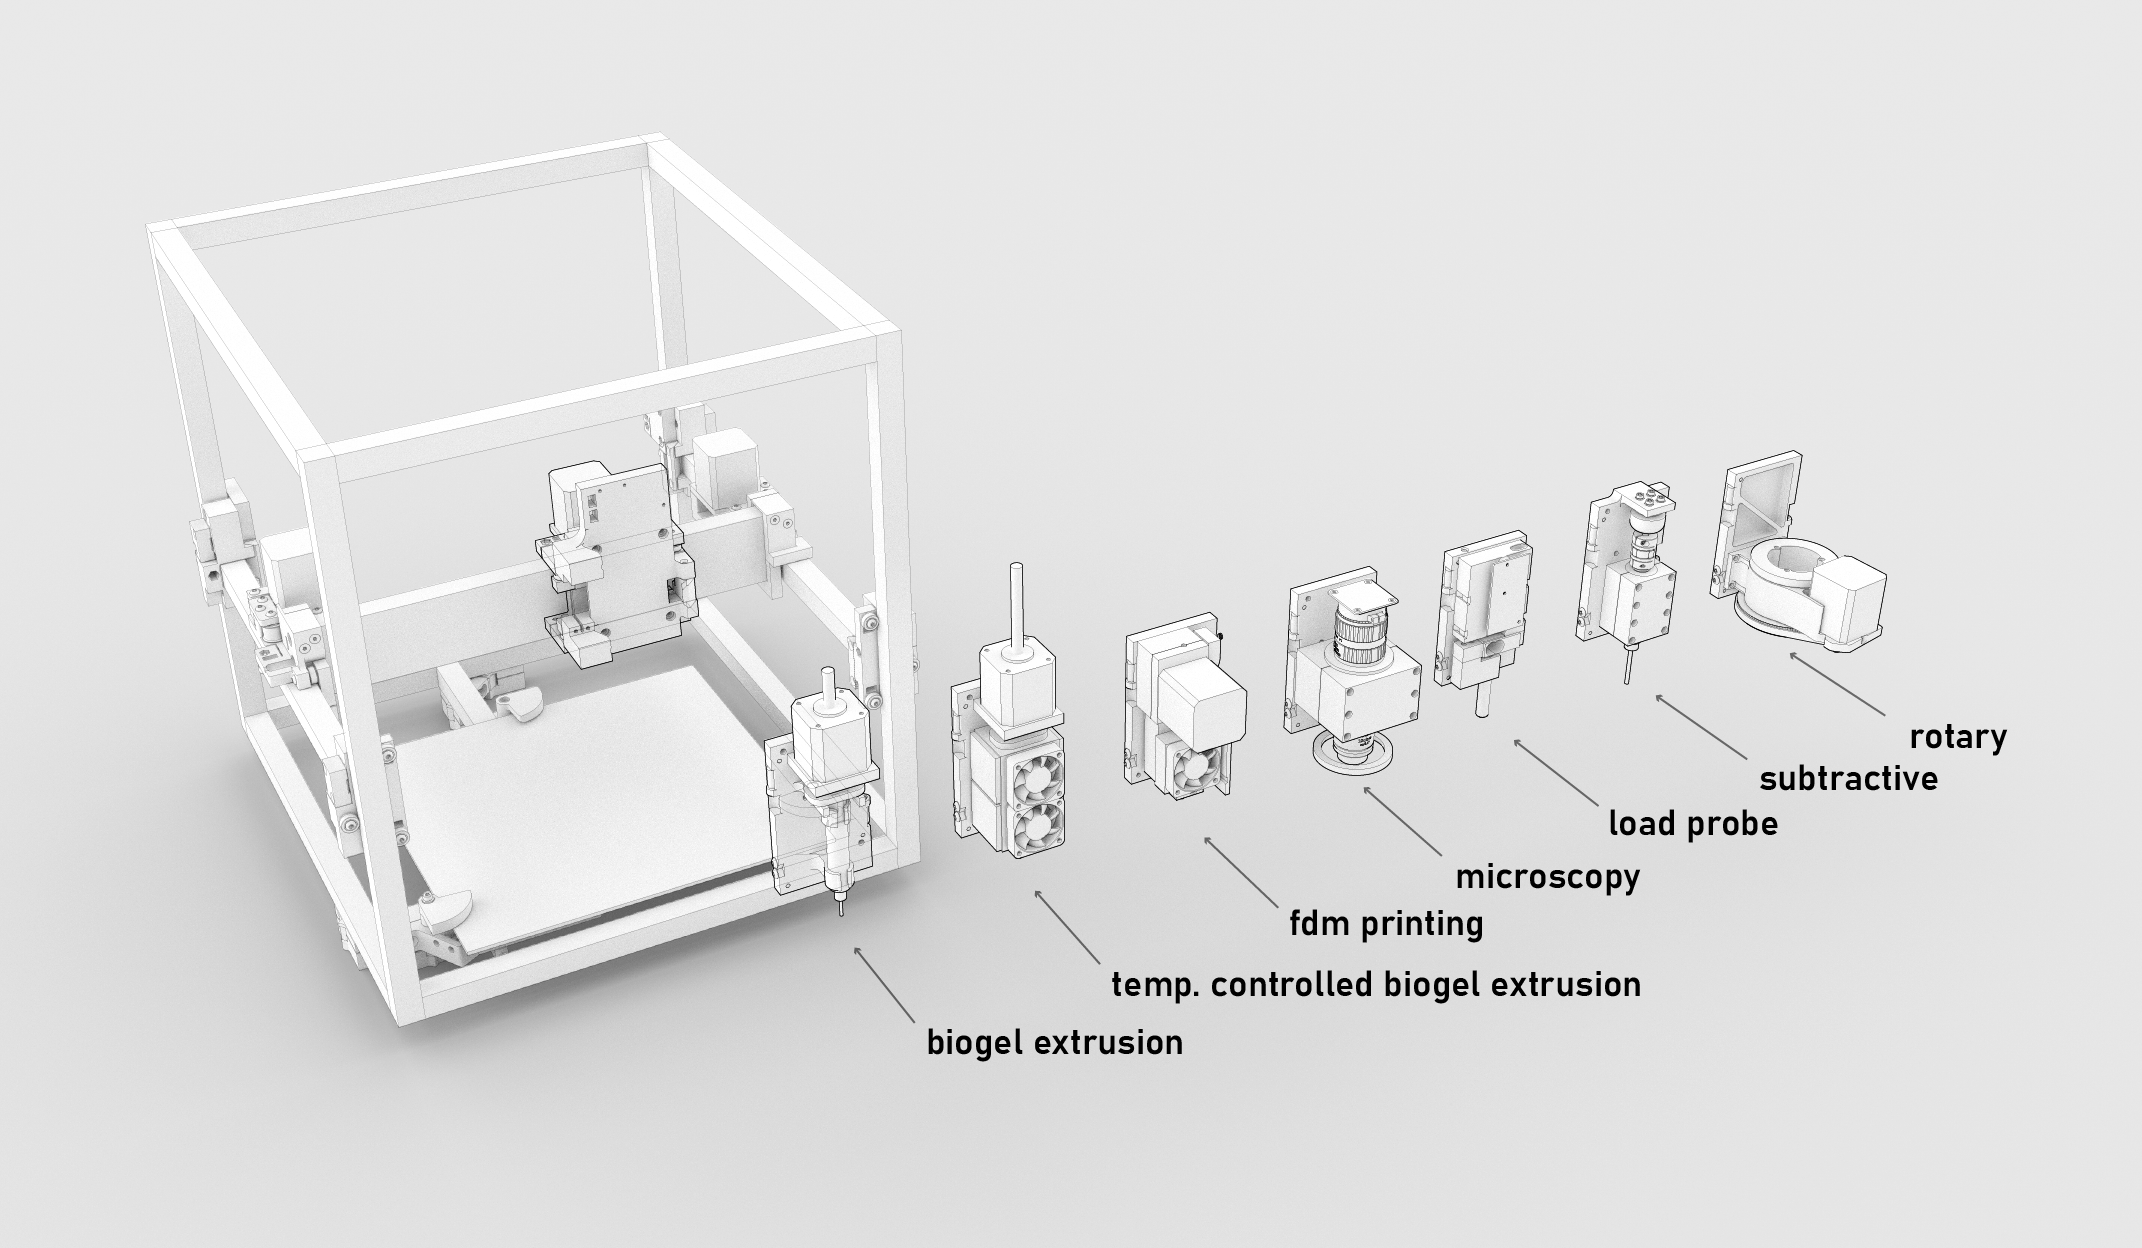 rotary
subtractive
load probe
microscopy
fdm printing
temp. controlled biogel extrusion
biogel extrusion